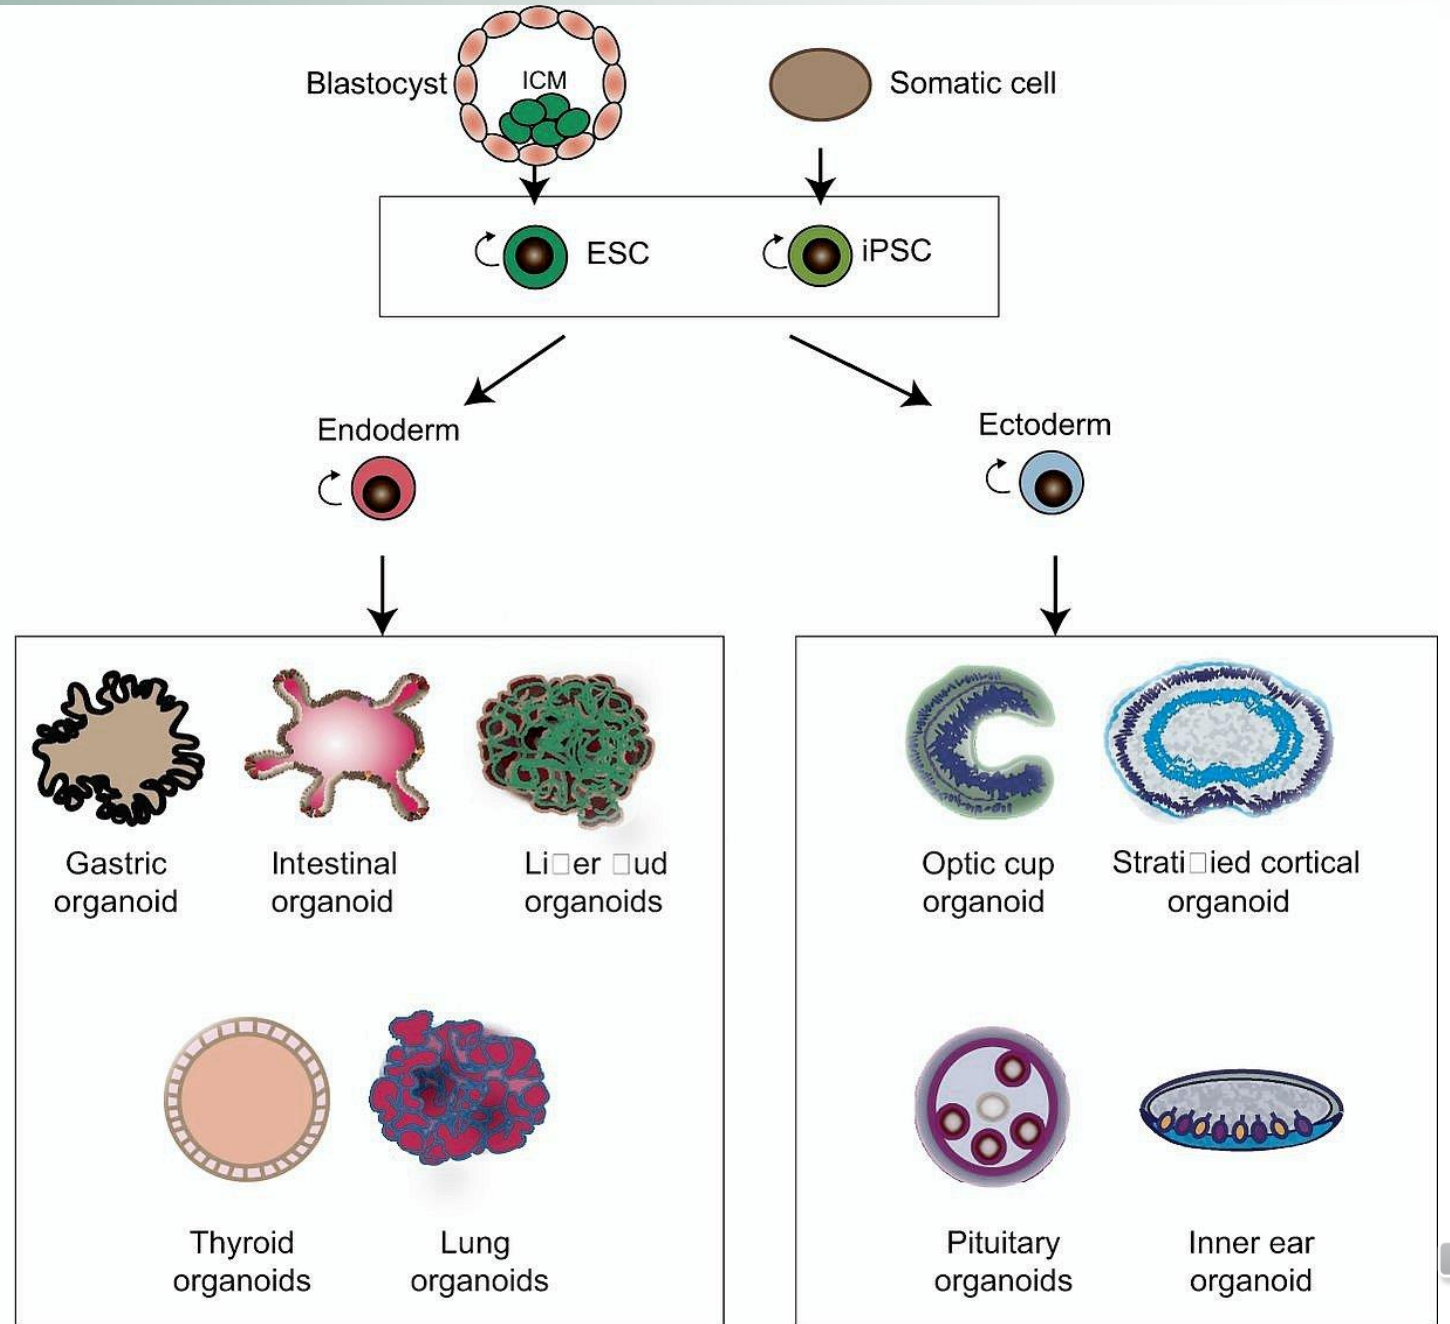 Blastocyst
ICM
Somatic cell
ESC
iPSC
Endoderm
Ectoderm
Gastric
organoid
Intestinal
organoid
Li□er □ud
organoids
Optic cup
organoid
Strati□ied cortical
organoid
Thyroid
organoids
Lung
organoids
Pituitary
organoids
Inner ear
organoid